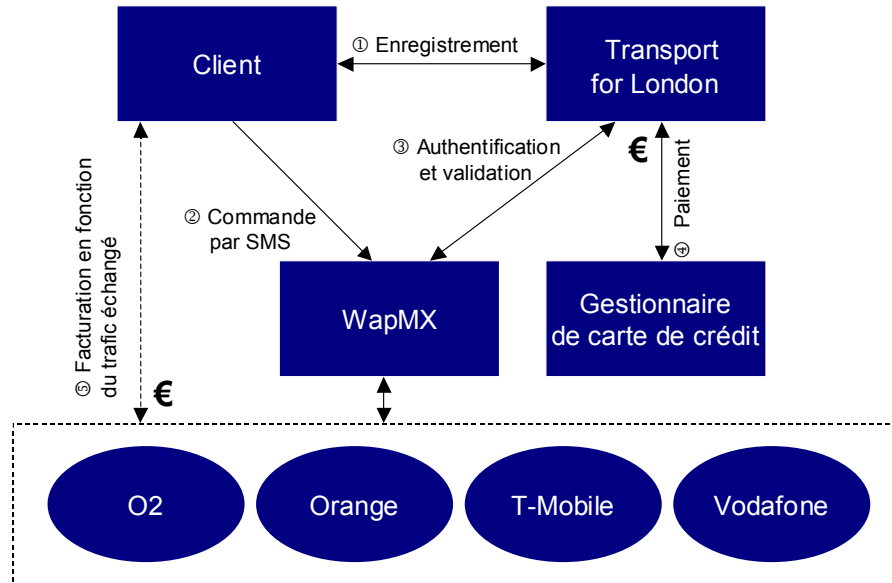 Client
① Enregistrement
Transport
for London
③ Authentification
et validation
€
④ Paiement
② Commande
par SMS
⑤ Facturation en fonction
du trafic échangé
€
WapMX
Gestionnaire
de carte de crédit
O2
Orange
T-Mobile
Vodafone